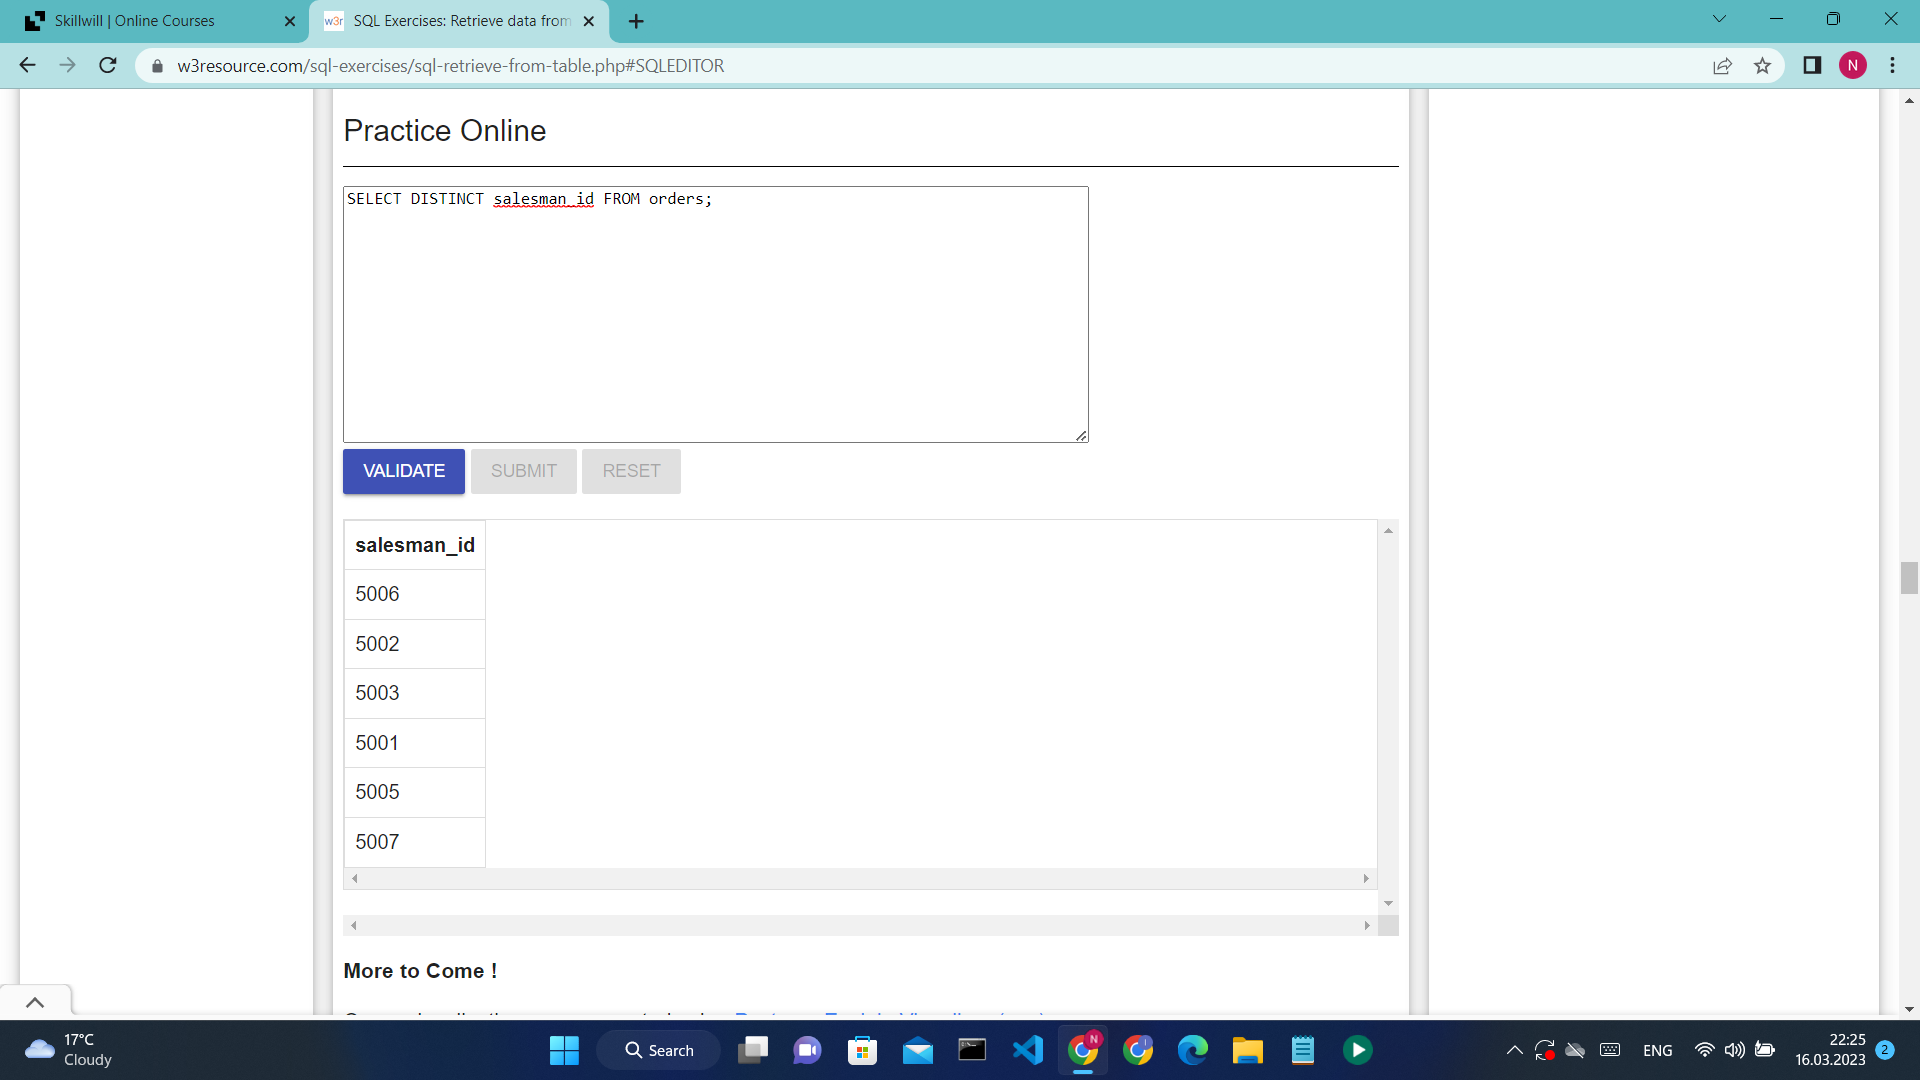 Skillwill | Online Courses
w3r SQL Exercises: Retrieve data from
w3resource.com/sql-exercises/sql-retrieve-from-table.php#SQLEDITOR
N
Practice Online
SELECT DISTINCT salesman_id FROM orders;
VALIDATE SUBMIT RESET
salesman_id
5006
5002
5003
5001
5005
5007
More to Come !
17°C
Cloudy
Search
N
ENG
22:25
16.03.2023
2